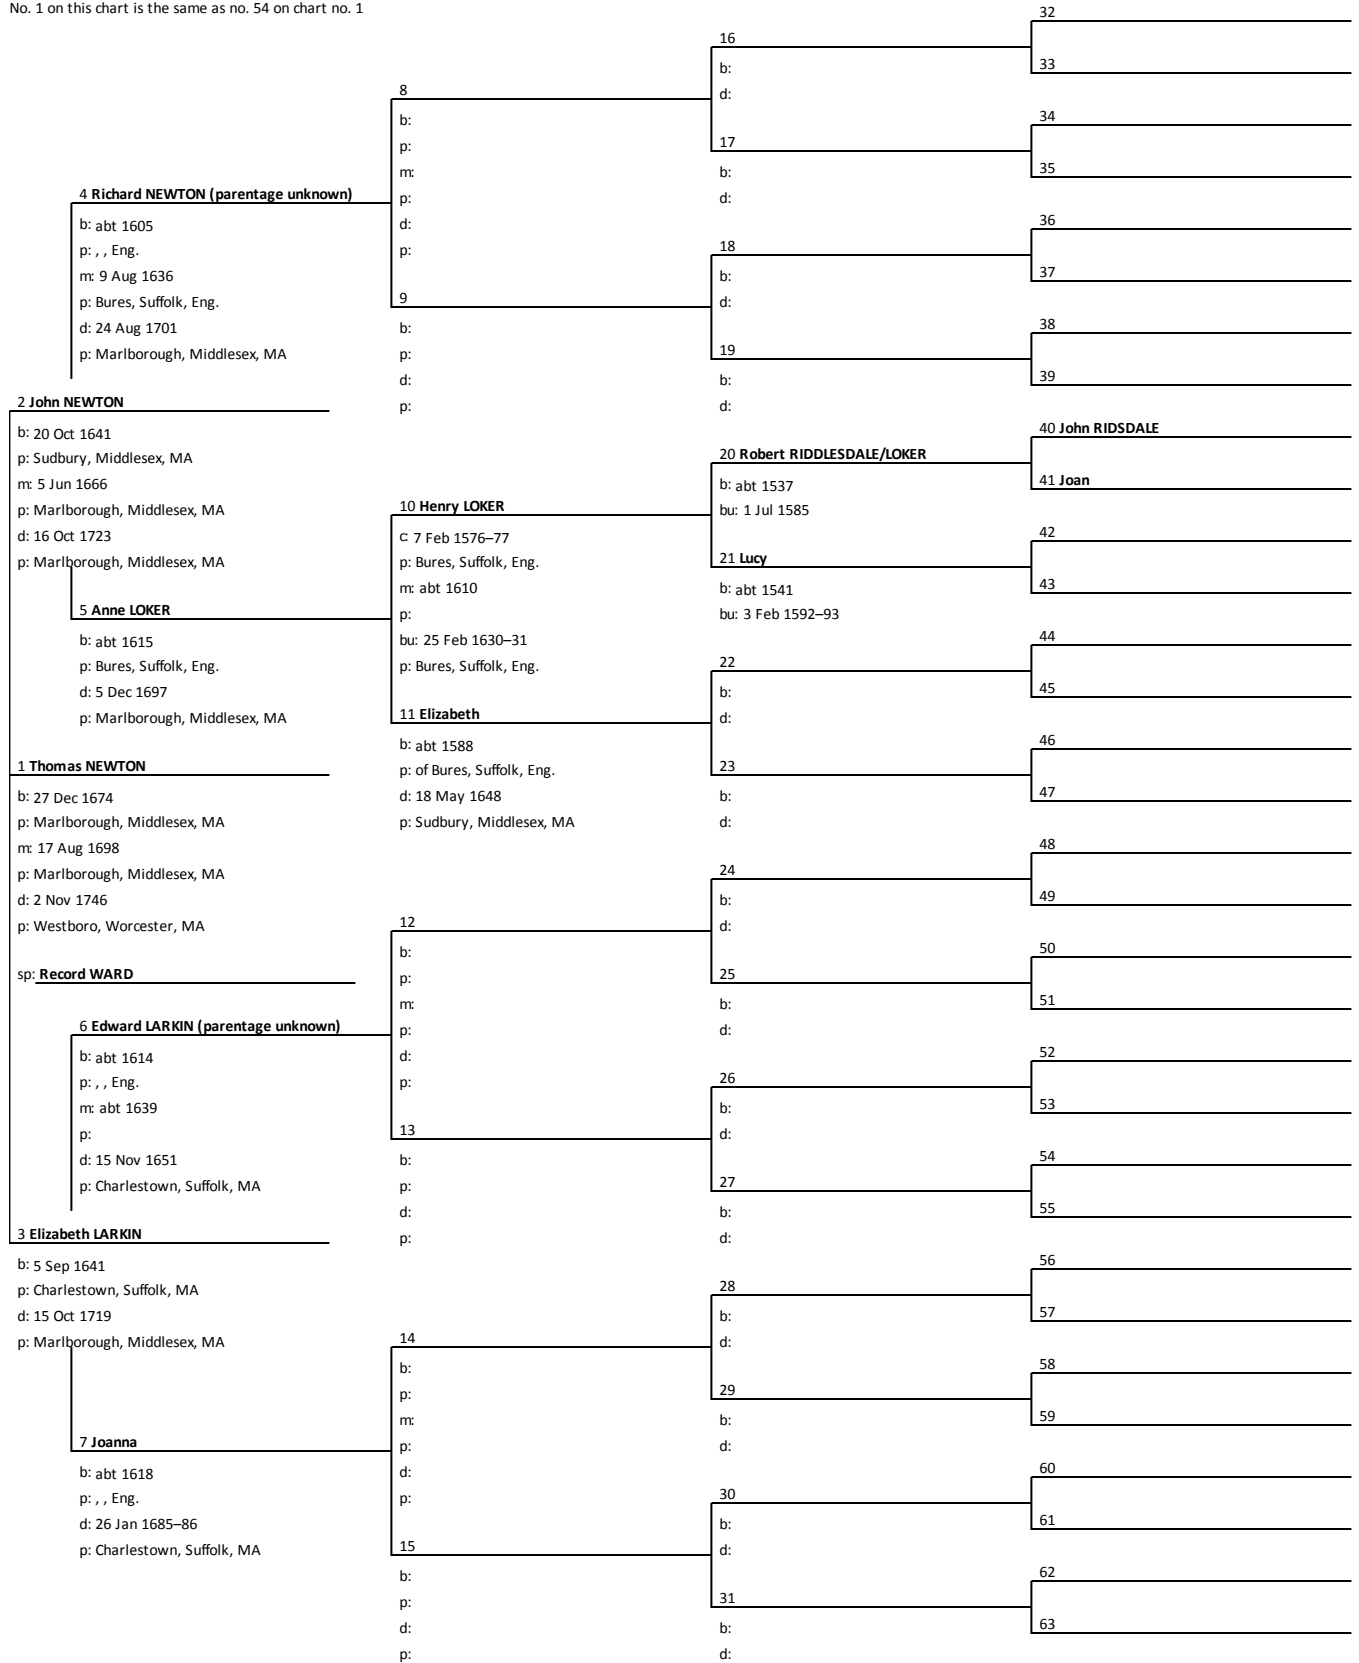 No. 1 on this chart is the same as no. 54 on chart no. 1
4 Richard NEWTON (parentage unknown)
b: abt 1605
p: , , Eng.
m: 9 Aug 1636
p: Bures, Suffolk, Eng.
d: 24 Aug 1701
p: Marlborough, Middlesex, MA
2 John NEWTON
b: 20 Oct 1641
p: Sudbury, Middlesex, MA
m: 5 Jun 1666
p: Marlborough, Middlesex, MA
d: 16 Oct 1723
p: Marlborough, Middlesex, MA
5 Anne LOKER
b: abt 1615
p: Bures, Suffolk, Eng.
d: 5 Dec 1697
p: Marlborough, Middlesex, MA
1 Thomas NEWTON
b: 27 Dec 1674
p: Marlborough, Middlesex, MA
m: 17 Aug 1698
p: Marlborough, Middlesex, MA
d: 2 Nov 1746
p: Westboro, Worcester, MA
sp: Record WARD
6 Edward LARKIN (parentage unknown)
b: abt 1614
p: , , Eng.
m: abt 1639
p:
d: 15 Nov 1651
p: Charlestown, Suffolk, MA
3 Elizabeth LARKIN
b: 5 Sep 1641
p: Charlestown, Suffolk, MA
d: 15 Oct 1719
p: Marlborough, Middlesex, MA
7 Joanna
b: abt 1618
p: , , Eng.
d: 26 Jan 1685–86
p: Charlestown, Suffolk, MA
8
b:
p:
m:
p:
d:
p:
9
b:
p:
d:
p:
10 Henry LOKER
c: 7 Feb 1576–77
p: Bures, Suffolk, Eng.
m: abt 1610
p:
bu: 25 Feb 1630–31
p: Bures, Suffolk, Eng.
11 Elizabeth
b: abt 1588
p: of Bures, Suffolk, Eng.
d: 18 May 1648
p: Sudbury, Middlesex, MA
12
b:
p:
m:
p:
d:
p:
13
b:
p:
d:
p:
14
b:
p:
m:
p:
d:
p:
15
b:
p:
d:
p:
16
b:
d:
17
b:
d:
18
b:
d:
19
b:
d:
20 Robert RIDDLESDALE/LOKER
b: abt 1537
bu: 1 Jul 1585
21 Lucy
b: abt 1541
bu: 3 Feb 1592–93
22
b:
d:
23
b:
d:
24
b:
d:
25
b:
d:
26
b:
d:
27
b:
d:
28
b:
d:
29
b:
d:
30
b:
d:
31
b:
d:
32
33
34
35
36
37
38
39
40 John RIDSDALE
41 Joan
42
43
44
45
46
47
48
49
50
51
52
53
54
55
56
57
58
59
60
61
62
63